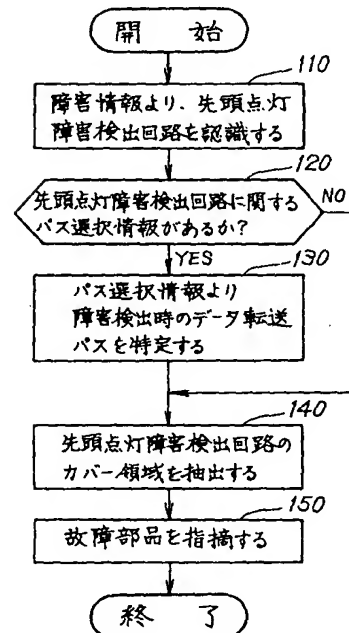 開 始
110
障害情報より、先頭点灯
障害検出回路を認識する
120
先頭点灯障害検出回路に関する
パス選択情報があるか?
NO
YES
130
パス選択情報より
障害検出時のデータ転送
パスを特定する
140
先頭点灯障害検出回路の
カバー領域を抽出する
150
故障部品を指摘する
終 了